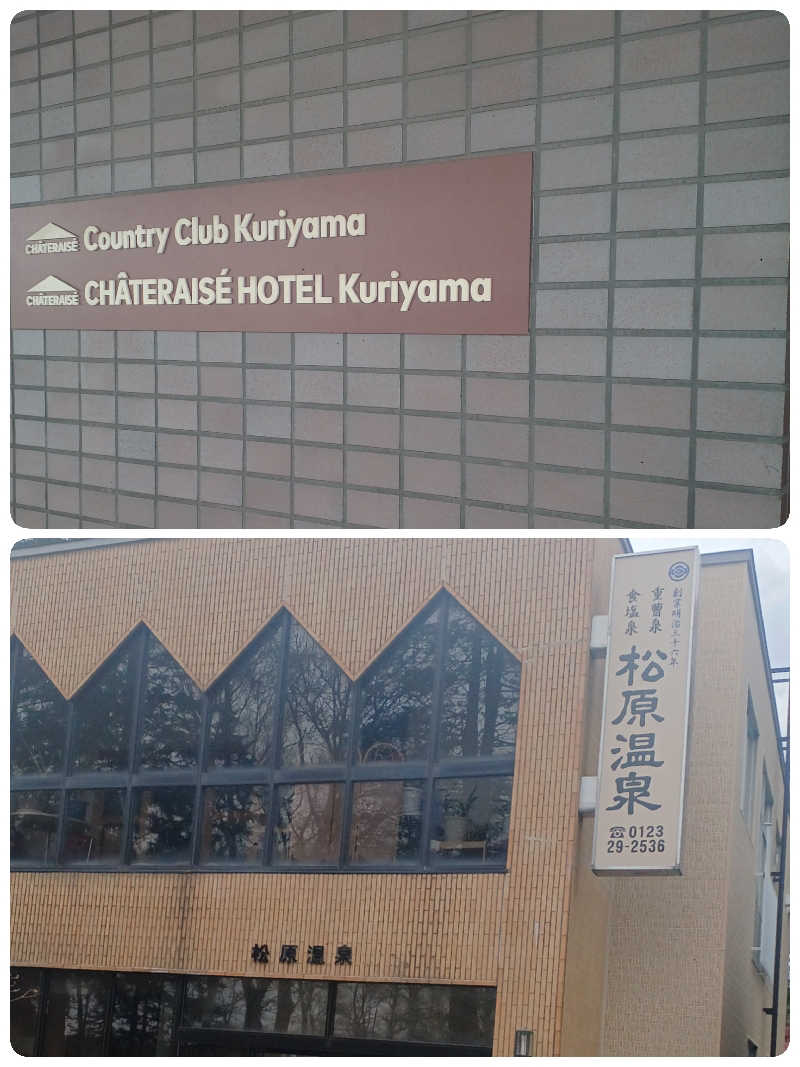 CHÂTERAISÉ Country Club Kuriyama
CHÂTERAISÉ CHÂTERAISÉ HOTEL Kuriyama
創業明治三十六年
重曹泉
食塩泉
松原温泉
☎0123
29-2536
松原温泉